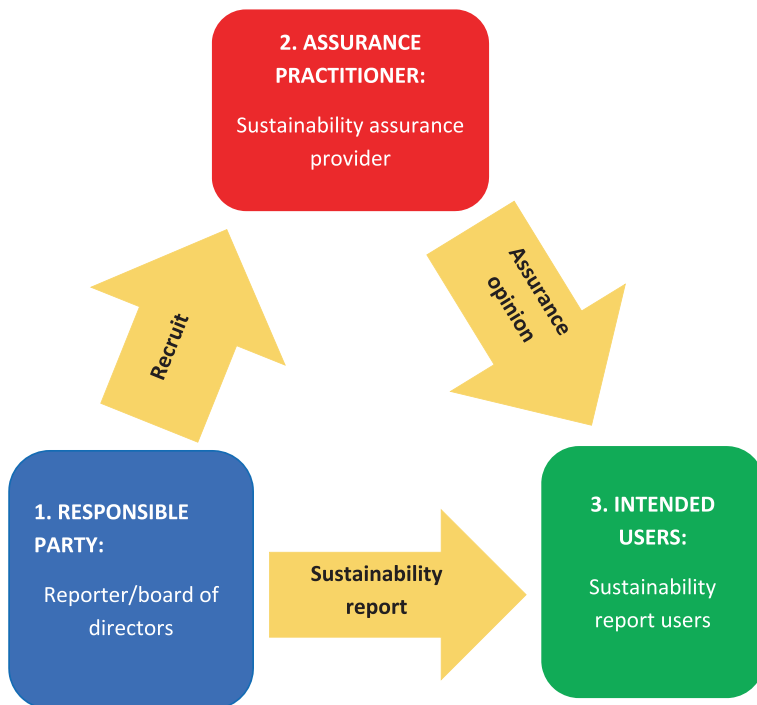 2. ASSURANCE
PRACTITIONER:
Sustainability assurance
provider
Recruit
Assurance
opinion
1. RESPONSIBLE
PARTY:
Reporter/board of
directors
Sustainability
report
3. INTENDED
USERS:
Sustainability
report users